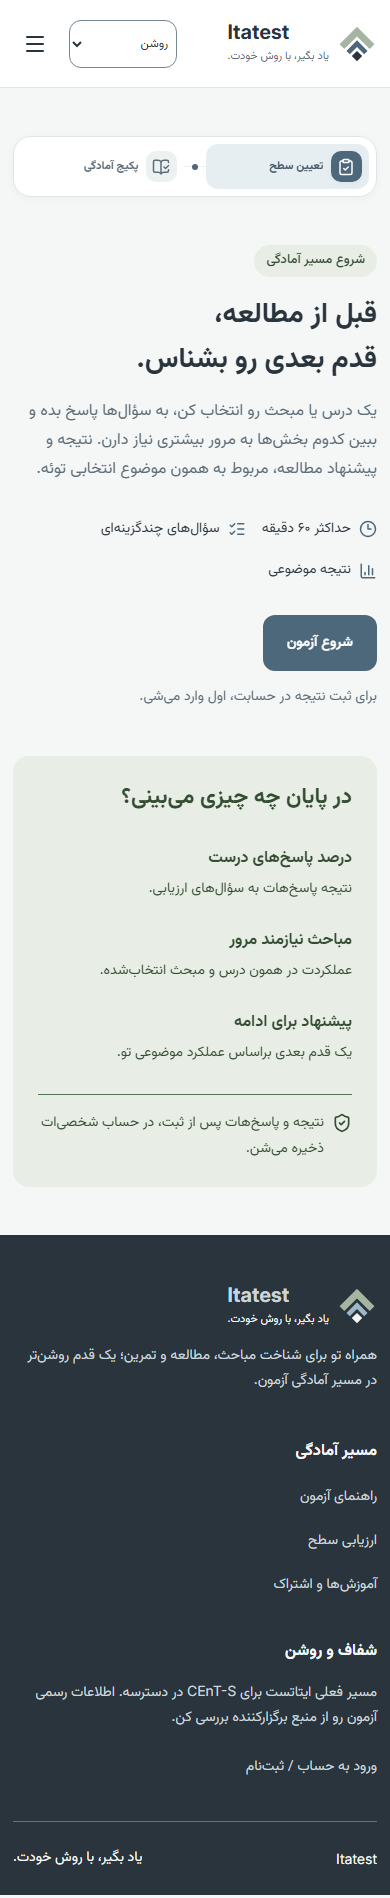 Itatest
یاد بگیر، با روش خودت.
روشن
تعیین سطح
پکیج آمادگی
شروع مسیر آمادگی
قبل از مطالعه،
قدم بعدی رو بشناس.
یک درس یا مبحث رو انتخاب کن، به سؤال‌ها پاسخ بده و
ببین کدوم بخش‌ها به مرور بیشتری نیاز دارن. نتیجه و
پیشنهاد مطالعه، مربوط به همون موضوع انتخابی توئه.
حداکثر ۶۰ دقیقه
سؤال‌های چندگزینه‌ای
نتیجه موضوعی
شروع آزمون
برای ثبت نتیجه در حسابت، اول وارد می‌شی.
در پایان چه چیزی می‌بینی؟
درصد پاسخ‌های درست
نتیجه پاسخ‌هات به سؤال‌های ارزیابی.
مباحث نیازمند مرور
عملکردت در همون درس و مبحث انتخاب‌شده.
پیشنهاد برای ادامه
یک قدم بعدی براساس عملکرد موضوعی تو.
نتیجه و پاسخ‌هات پس از ثبت، در حساب شخصی‌ات
ذخیره می‌شن.
Itatest
یاد بگیر، با روش خودت.
همراه تو برای شناخت مباحث، مطالعه و تمرین؛ یک قدم روشن‌تر
در مسیر آمادگی آزمون.
مسیر آمادگی
راهنمای آزمون
ارزیابی سطح
آموزش‌ها و اشتراک
شفاف و روشن
مسیر فعلی ایتاتست برای CEnT-S در دسترسه. اطلاعات رسمی
آزمون رو از منبع برگزارکننده بررسی کن.
ورود به حساب / ثبت‌نام
Itatest
یاد بگیر، با روش خودت.